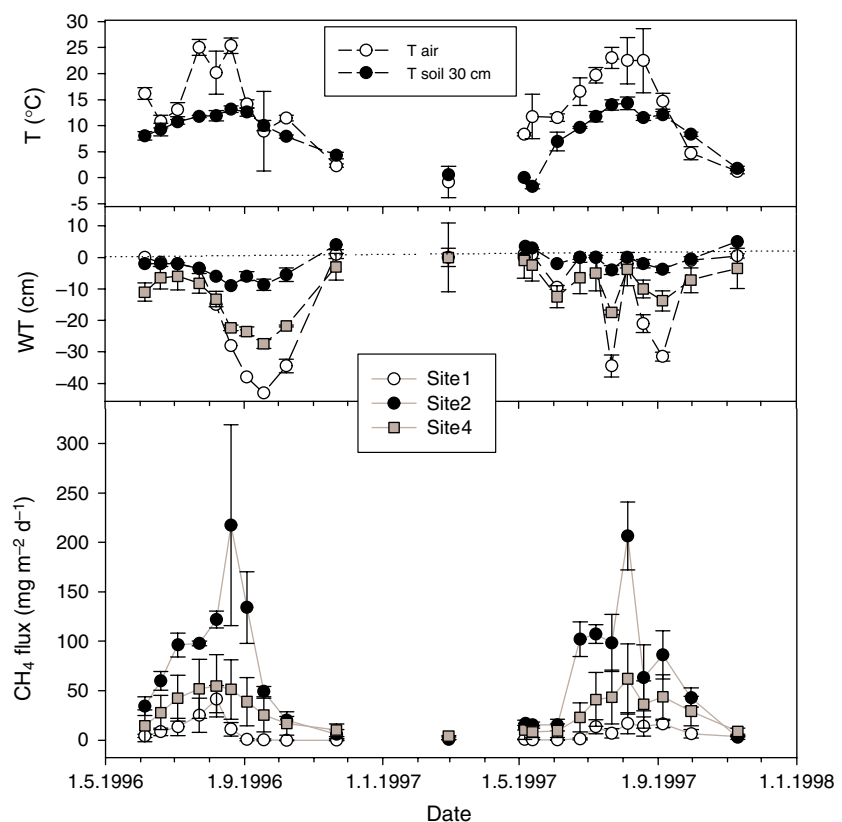 30
25
20
15
10
5
0
-5
T (°C)
T air
T soil 30 cm
10
0
−10
−20
−30
−40
WT (cm)
Site1
Site2
Site4
300
250
200
150
100
50
0
CH₄ flux (mg m⁻² d⁻¹)
1.5.1996 1.9.1996 1.1.1997 1.5.1997 1.9.1997 1.1.1998
Date